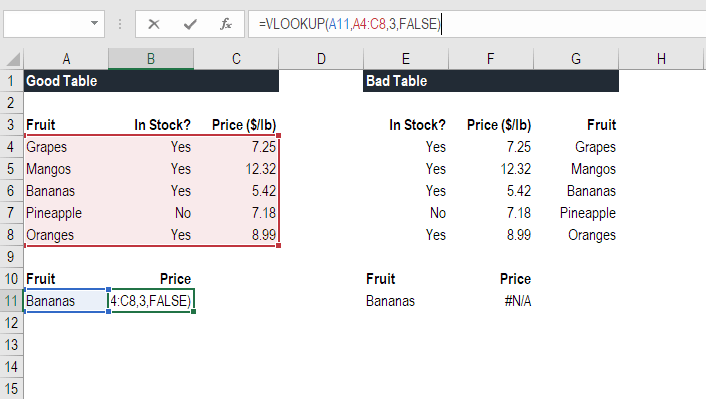 fx =VLOOKUP(A11,A4:C8,3,FALSE)
A B C D E F G H
1 Good Table Bad Table
2
3 Fruit In Stock? Price ($/lb) In Stock? Price ($/lb) Fruit
4 Grapes Yes 7.25 Yes 7.25 Grapes
5 Mangos Yes 12.32 Yes 12.32 Mangos
6 Bananas Yes 5.42 Yes 5.42 Bananas
7 Pineapple No 7.18 No 7.18 Pineapple
8 Oranges Yes 8.99 Yes 8.99 Oranges
9
10 Fruit Price Fruit Price
11 Bananas 4:C8,3,FALSE) Bananas #N/A
12
13
14
15